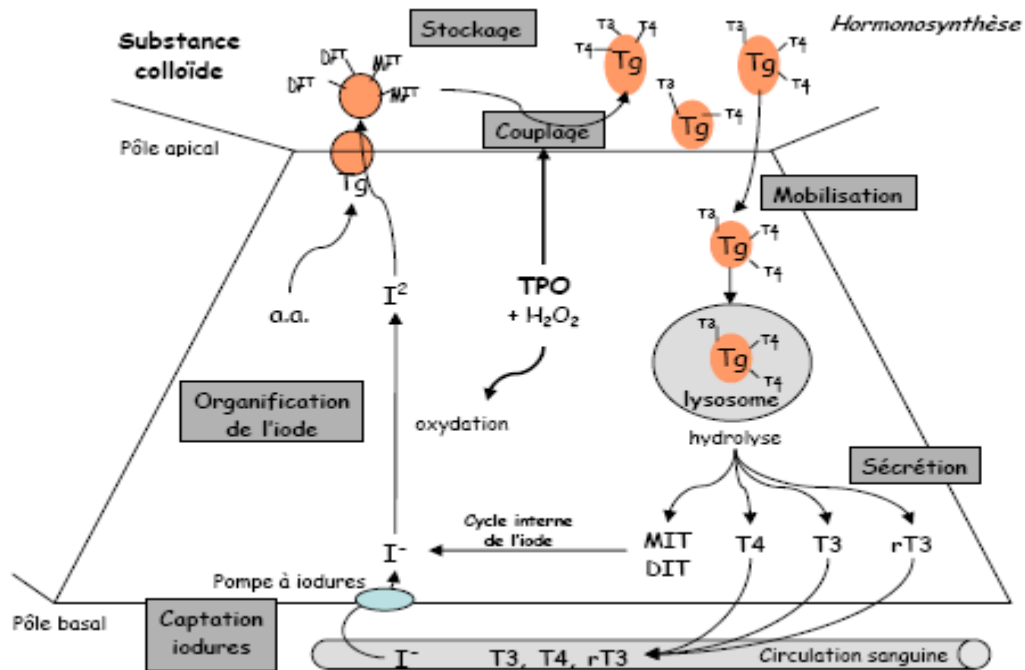 Substance
colloïde
Stockage
Hormonosynthèse
DIT
DIT
MIT
MIT
T4
T4
T3
Tg
T3
T4
Tg
T3
T4
T4
Tg
Couplage
Pôle apical
Tg
Mobilisation
T3
T4
T4
Tg
a.a.
I²
TPO
+ H₂O₂
T3
T4
T4
Tg
lysosome
Organification
de l'iode
oxydation
hydrolyse
Sécrétion
Cycle interne
de l'iode
I⁻
MIT
DIT
T4
T3
rT3
Pompe à iodures
Pôle basal
Captation
iodures
I⁻
T3, T4, rT3
Circulation sanguine